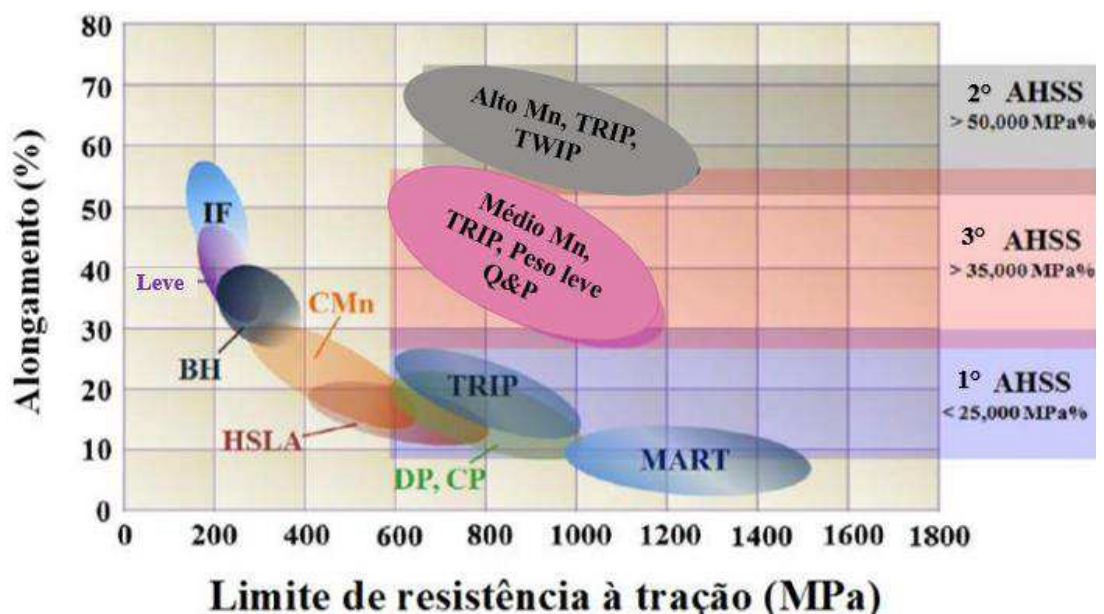 80
70
60
50
40
30
20
10
0
Alongamento (%)
0 200 400 600 800 1000 1200 1400 1600 1800
Limite de resistência à tração (MPa)
Alto Mn, TRIP,
TWIP
Médio Mn,
TRIP, Peso leve
Q&P
IF
Leve
BH
CMn
HSLA
TRIP
DP, CP
MART
2° AHSS
> 50,000 MPa%
3° AHSS
> 35,000 MPa%
1° AHSS
< 25,000 MPa%